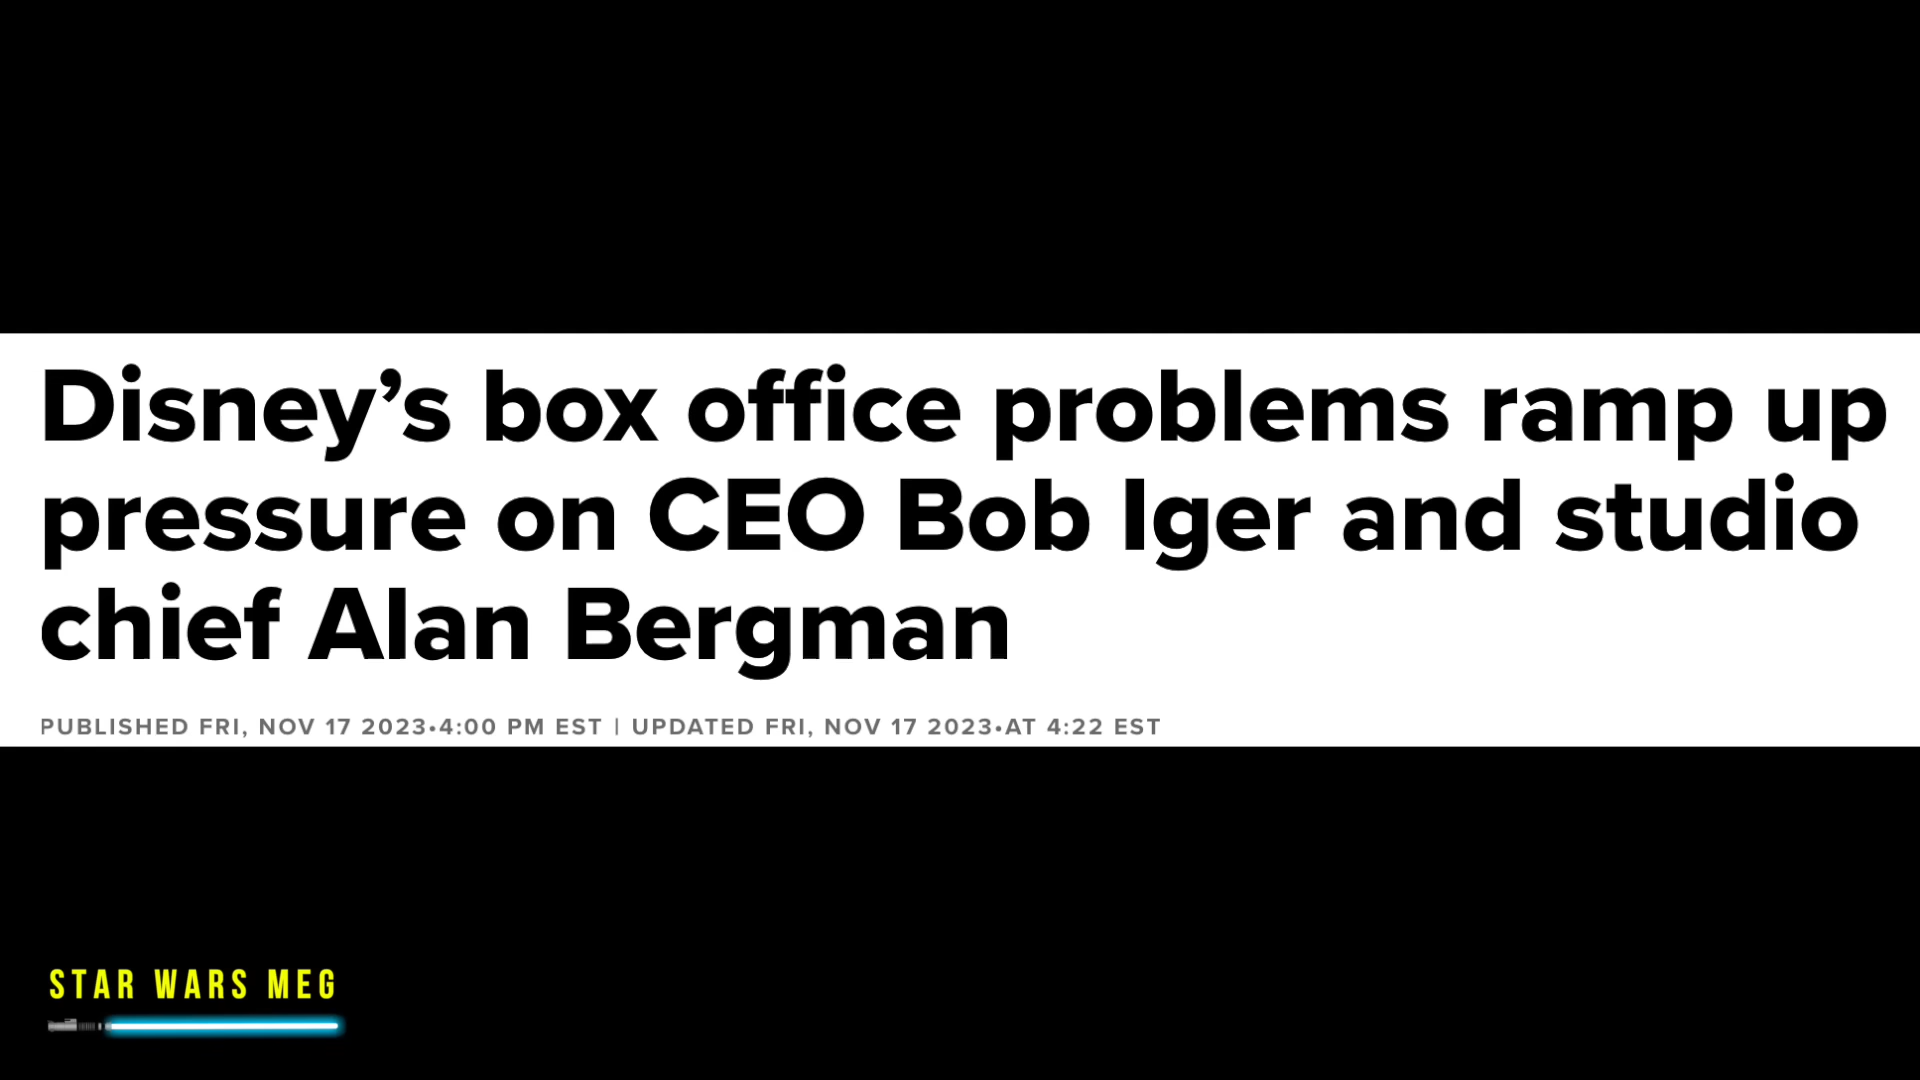 Disney’s box office problems ramp up
pressure on CEO Bob Iger and studio
chief Alan Bergman
PUBLISHED FRI, NOV 17 2023•4:00 PM EST | UPDATED FRI, NOV 17 2023•AT 4:22 EST
STAR WARS MEG